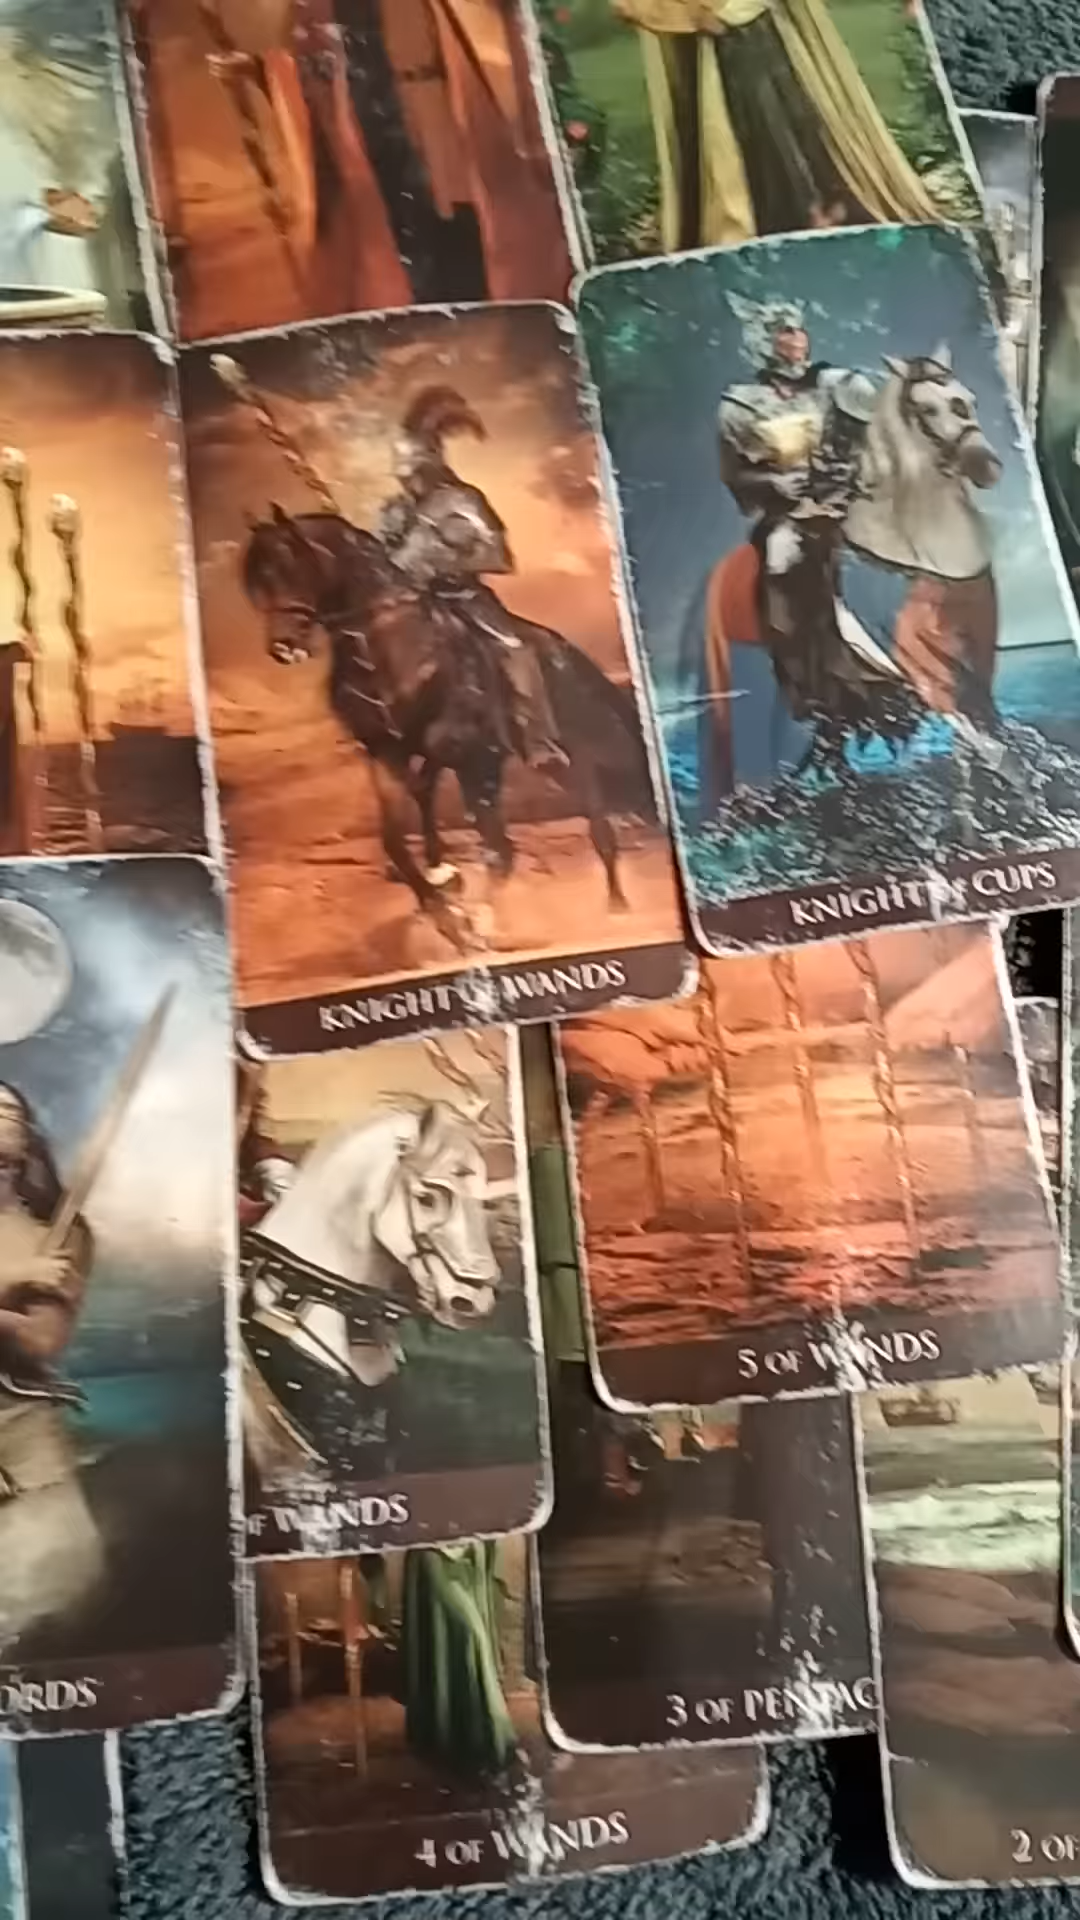 KNIGHT OF CUPS
KNIGHT OF WANDS
5 OF WANDS
OF WANDS
3 OF PENTAC
ORDS
4 OF WANDS
2 OF